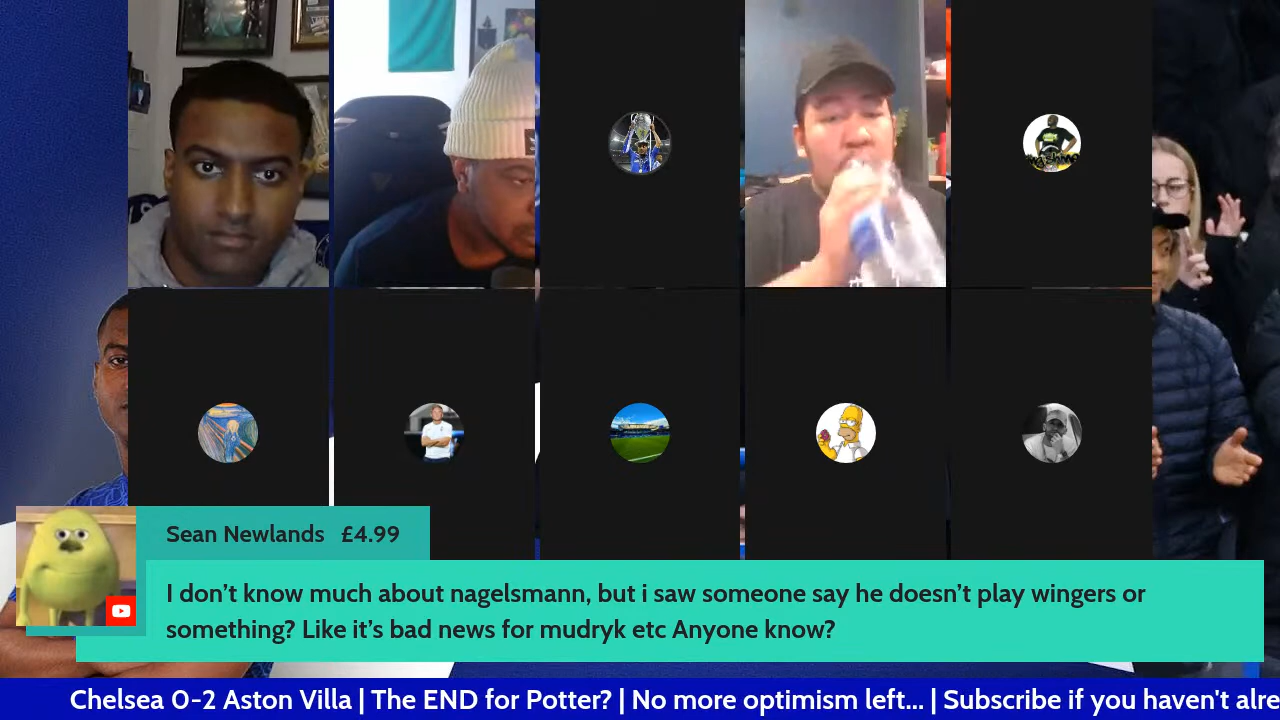 Sean Newlands £4.99
I don’t know much about nagelsmann, but i saw someone say he doesn’t play wingers or
something? Like it’s bad news for mudryk etc Anyone know?
Chelsea 0-2 Aston Villa | The END for Potter? | No more optimism left... | Subscribe if you haven't alre